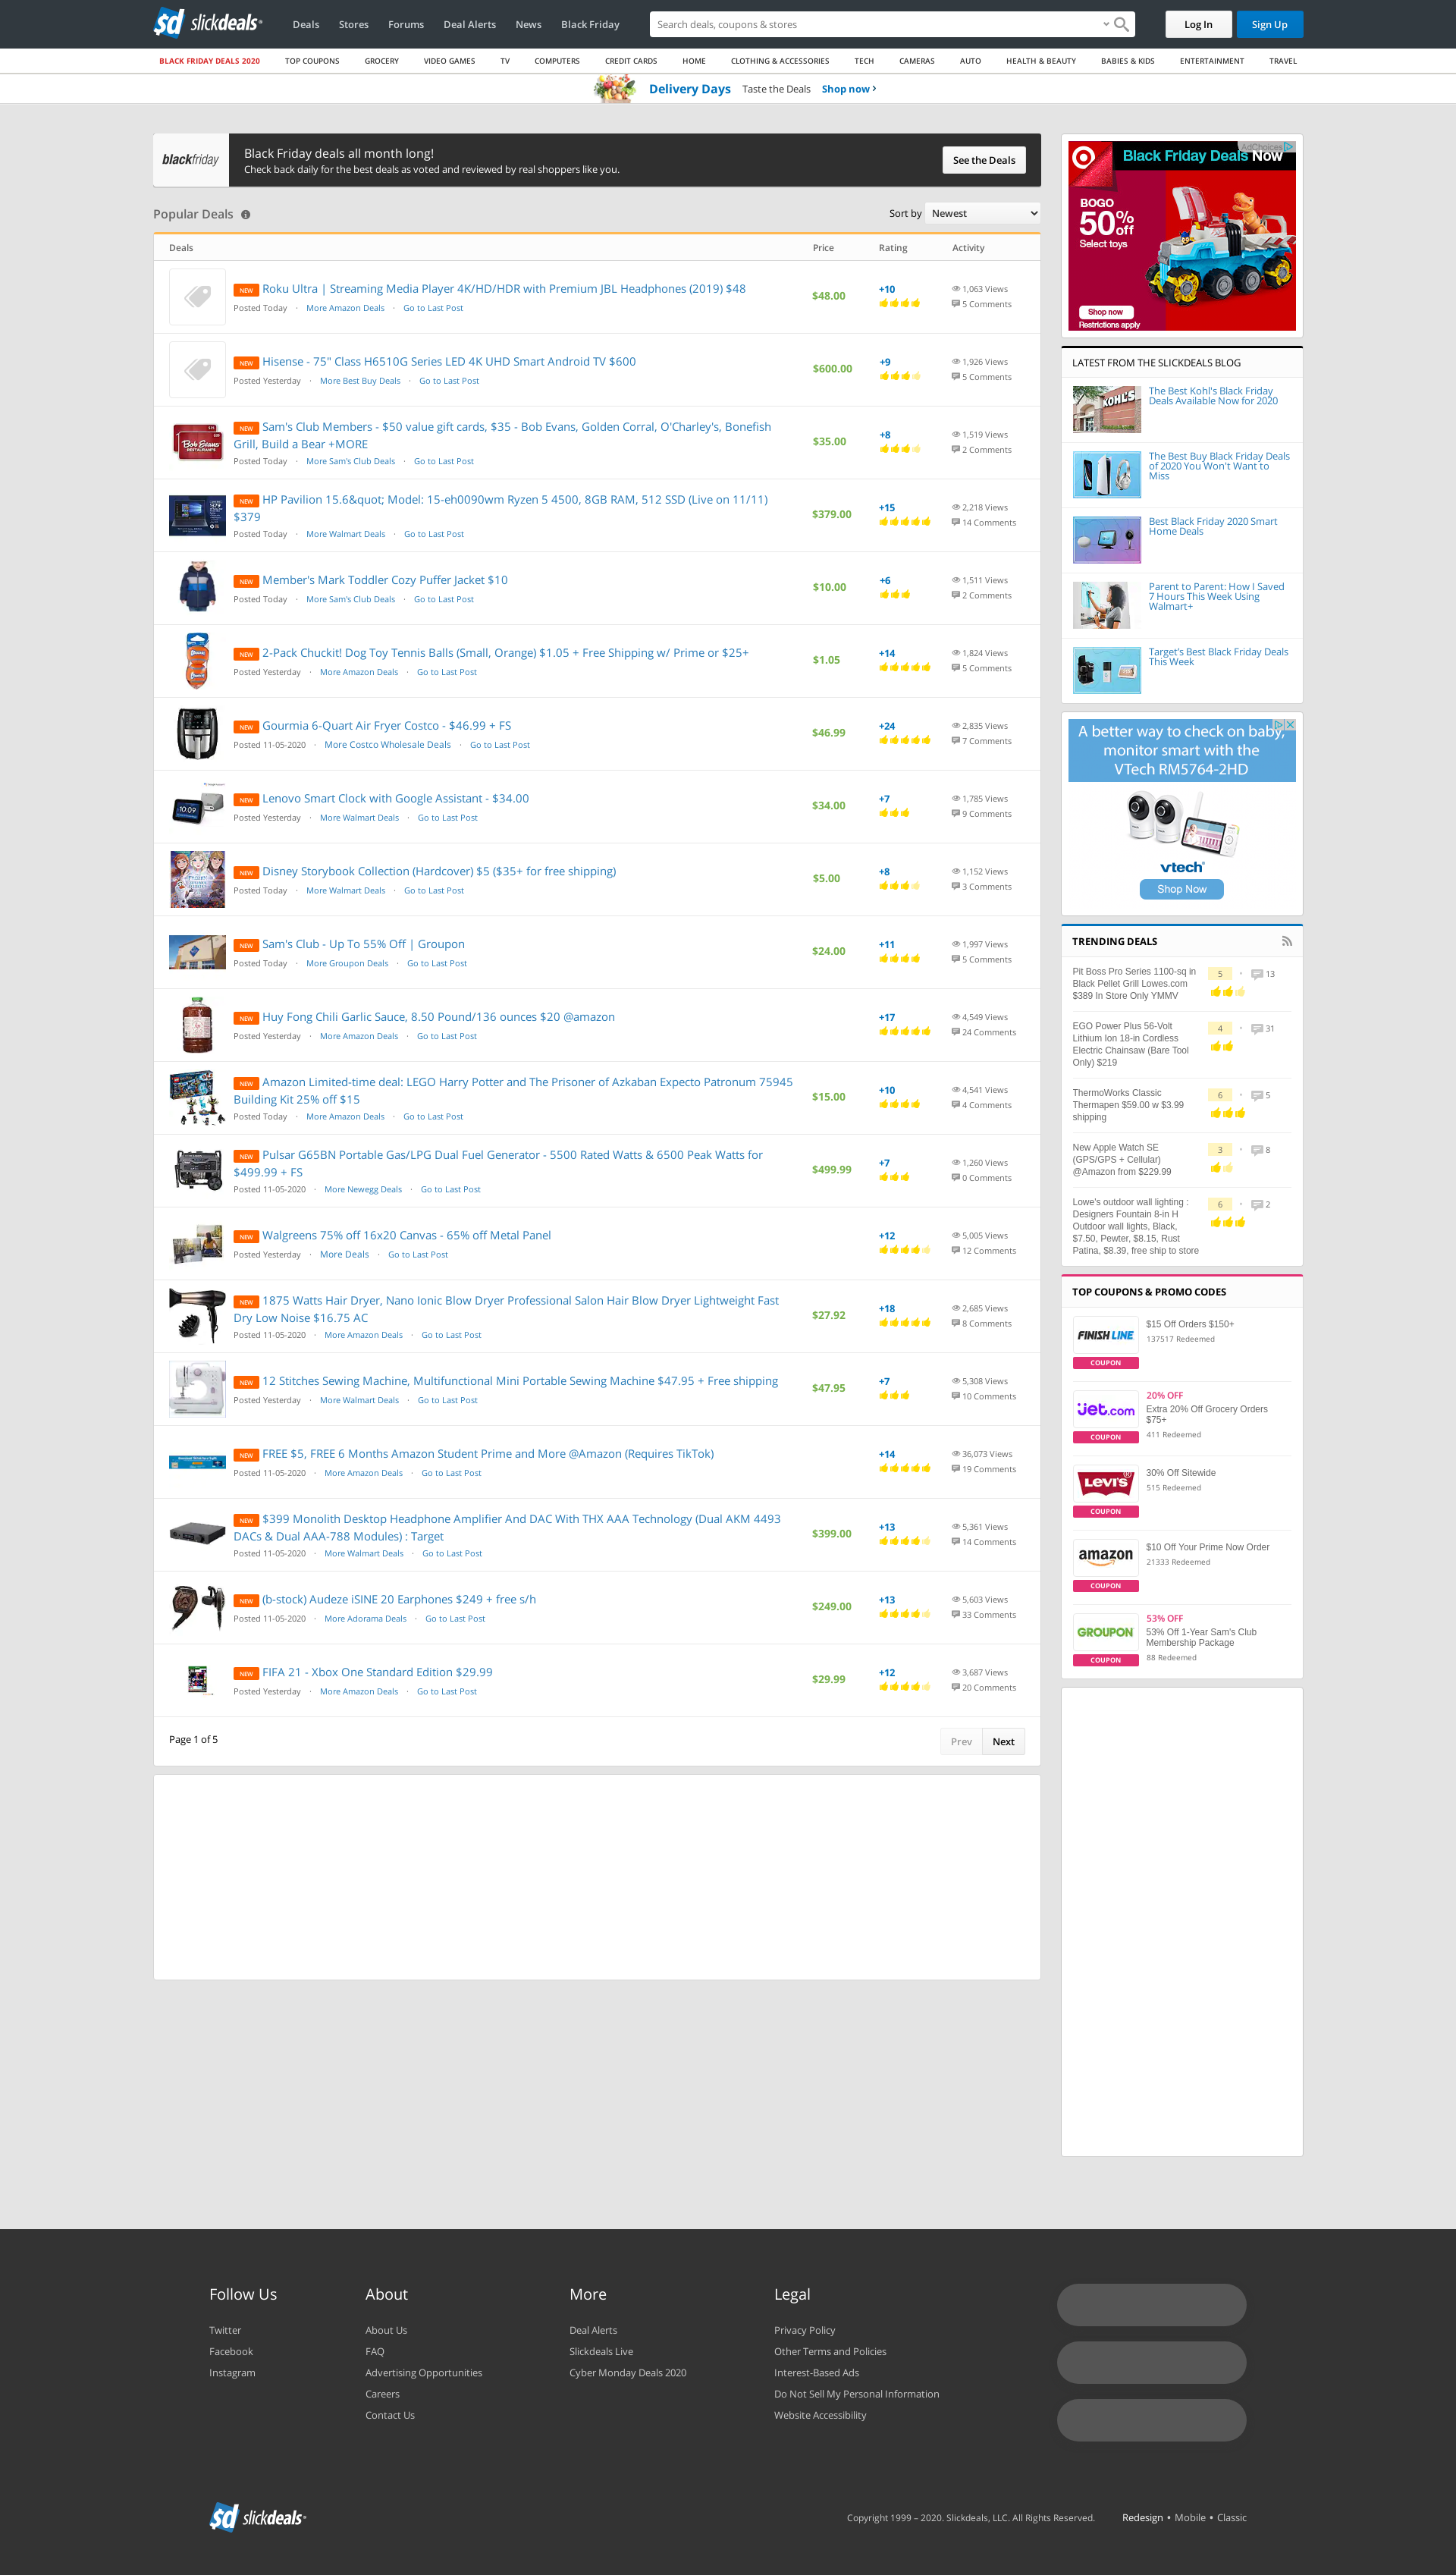 sd slickdeals
Deals Stores Forums Deal Alerts News Black Friday
Search deals, coupons & stores
Log In Sign Up
BLACK FRIDAY DEALS 2020 TOP COUPONS GROCERY VIDEO GAMES TV COMPUTERS CREDIT CARDS HOME CLOTHING & ACCESSORIES TECH CAMERAS AUTO HEALTH & BEAUTY BABIES & KIDS ENTERTAINMENT TRAVEL
Delivery Days Taste the Deals Shop now ›
blackfriday
Black Friday deals all month long!
Check back daily for the best deals as voted and reviewed by real shoppers like you.
See the Deals
Popular Deals
Sort by Newest
Deals Price Rating Activity
NEW Roku Ultra | Streaming Media Player 4K/HD/HDR with Premium JBL Headphones (2019) $48
Posted Today · More Amazon Deals · Go to Last Post
$48.00
+10
1,063 Views
5 Comments
NEW Hisense - 75" Class H6510G Series LED 4K UHD Smart Android TV $600
Posted Yesterday · More Best Buy Deals · Go to Last Post
$600.00
+9
1,926 Views
5 Comments
NEW Sam's Club Members - $50 value gift cards, $35 - Bob Evans, Golden Corral, O'Charley's, Bonefish
Grill, Build a Bear +MORE
Posted Today · More Sam's Club Deals · Go to Last Post
$35.00
+8
1,519 Views
2 Comments
NEW HP Pavilion 15.6&quot; Model: 15-eh0090wm Ryzen 5 4500, 8GB RAM, 512 SSD (Live on 11/11)
$379
Posted Today · More Walmart Deals · Go to Last Post
$379.00
+15
2,218 Views
14 Comments
NEW Member's Mark Toddler Cozy Puffer Jacket $10
Posted Today · More Sam's Club Deals · Go to Last Post
$10.00
+6
1,511 Views
2 Comments
NEW 2-Pack Chuckit! Dog Toy Tennis Balls (Small, Orange) $1.05 + Free Shipping w/ Prime or $25+
Posted Yesterday · More Amazon Deals · Go to Last Post
$1.05
+14
1,824 Views
5 Comments
NEW Gourmia 6-Quart Air Fryer Costco - $46.99 + FS
Posted 11-05-2020 · More Costco Wholesale Deals · Go to Last Post
$46.99
+24
2,835 Views
7 Comments
NEW Lenovo Smart Clock with Google Assistant - $34.00
Posted Yesterday · More Walmart Deals · Go to Last Post
$34.00
+7
1,785 Views
9 Comments
NEW Disney Storybook Collection (Hardcover) $5 ($35+ for free shipping)
Posted Today · More Walmart Deals · Go to Last Post
$5.00
+8
1,152 Views
3 Comments
NEW Sam's Club - Up To 55% Off | Groupon
Posted Today · More Groupon Deals · Go to Last Post
$24.00
+11
1,997 Views
5 Comments
NEW Huy Fong Chili Garlic Sauce, 8.50 Pound/136 ounces $20 @amazon
Posted Yesterday · More Amazon Deals · Go to Last Post
+17
4,549 Views
24 Comments
NEW Amazon Limited-time deal: LEGO Harry Potter and The Prisoner of Azkaban Expecto Patronum 75945
Building Kit 25% off $15
Posted Today · More Amazon Deals · Go to Last Post
$15.00
+10
4,541 Views
4 Comments
NEW Pulsar G65BN Portable Gas/LPG Dual Fuel Generator - 5500 Rated Watts & 6500 Peak Watts for
$499.99 + FS
Posted 11-05-2020 · More Newegg Deals · Go to Last Post
$499.99
+7
1,260 Views
0 Comments
NEW Walgreens 75% off 16x20 Canvas - 65% off Metal Panel
Posted Yesterday · More Deals · Go to Last Post
+12
5,005 Views
12 Comments
NEW 1875 Watts Hair Dryer, Nano Ionic Blow Dryer Professional Salon Hair Blow Dryer Lightweight Fast
Dry Low Noise $16.75 AC
Posted 11-05-2020 · More Amazon Deals · Go to Last Post
$27.92
+18
2,685 Views
8 Comments
NEW 12 Stitches Sewing Machine, Multifunctional Mini Portable Sewing Machine $47.95 + Free shipping
Posted Yesterday · More Walmart Deals · Go to Last Post
$47.95
+7
5,308 Views
10 Comments
NEW FREE $5, FREE 6 Months Amazon Student Prime and More @Amazon (Requires TikTok)
Posted 11-05-2020 · More Amazon Deals · Go to Last Post
+14
36,073 Views
19 Comments
NEW $399 Monolith Desktop Headphone Amplifier And DAC With THX AAA Technology (Dual AKM 4493
DACs & Dual AAA-788 Modules) : Target
Posted 11-05-2020 · More Walmart Deals · Go to Last Post
$399.00
+13
5,361 Views
14 Comments
NEW (b-stock) Audeze iSINE 20 Earphones $249 + free s/h
Posted 11-05-2020 · More Adorama Deals · Go to Last Post
$249.00
+13
5,603 Views
33 Comments
NEW FIFA 21 - Xbox One Standard Edition $29.99
Posted Yesterday · More Amazon Deals · Go to Last Post
$29.99
+12
3,687 Views
20 Comments
Page 1 of 5
Prev Next
AdChoices
Black Friday Deals Now
BOGO
50%
off
Select toys
Shop now
Restrictions apply
LATEST FROM THE SLICKDEALS BLOG
KOHL'S
The Best Kohl's Black Friday
Deals Available Now for 2020
The Best Buy Black Friday Deals
of 2020 You Won't Want to
Miss
Best Black Friday 2020 Smart
Home Deals
Parent to Parent: How I Saved
7 Hours This Week Using
Walmart+
Target's Best Black Friday Deals
This Week
A better way to check on baby,
monitor smart with the
VTech RM5764-2HD
vtech
Shop Now
TRENDING DEALS
Pit Boss Pro Series 1100-sq in
Black Pellet Grill Lowes.com
$389 In Store Only YMMV
5 • 13
EGO Power Plus 56-Volt
Lithium Ion 18-in Cordless
Electric Chainsaw (Bare Tool
Only) $219
4 • 31
ThermoWorks Classic
Thermapen $59.00 w $3.99
shipping
6 • 5
New Apple Watch SE
(GPS/GPS + Cellular)
@Amazon from $229.99
3 • 8
Lowe's outdoor wall lighting :
Designers Fountain 8-in H
Outdoor wall lights, Black,
$7.50, Pewter, $8.15, Rust
Patina, $8.39, free ship to store
6 • 2
TOP COUPONS & PROMO CODES
FINISH LINE
COUPON
$15 Off Orders $150+
137517 Redeemed
jet.com
COUPON
20% OFF
Extra 20% Off Grocery Orders
$75+
411 Redeemed
LEVI'S
COUPON
30% Off Sitewide
515 Redeemed
amazon
COUPON
$10 Off Your Prime Now Order
21333 Redeemed
GROUPON
COUPON
53% OFF
53% Off 1-Year Sam's Club
Membership Package
88 Redeemed
Follow Us
Twitter
Facebook
Instagram
About
About Us
FAQ
Advertising Opportunities
Careers
Contact Us
More
Deal Alerts
Slickdeals Live
Cyber Monday Deals 2020
Legal
Privacy Policy
Other Terms and Policies
Interest-Based Ads
Do Not Sell My Personal Information
Website Accessibility
sd slickdeals
Copyright 1999 – 2020. Slickdeals, LLC. All Rights Reserved.
Redesign • Mobile • Classic